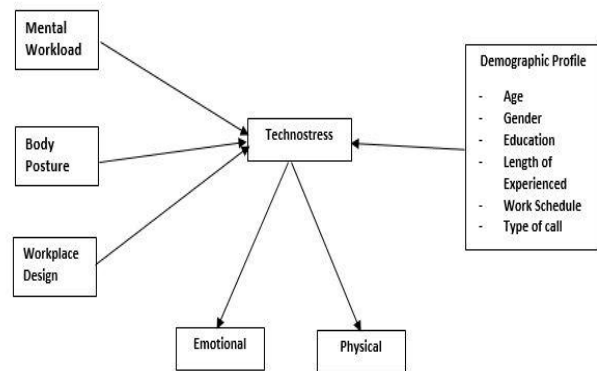 Mental
Workload
Body
Posture
Workplace
Design
Technostress
Emotional
Physical
Demographic Profile
- Age
- Gender
- Education
- Length of
Experienced
- Work Schedule
- Type of call